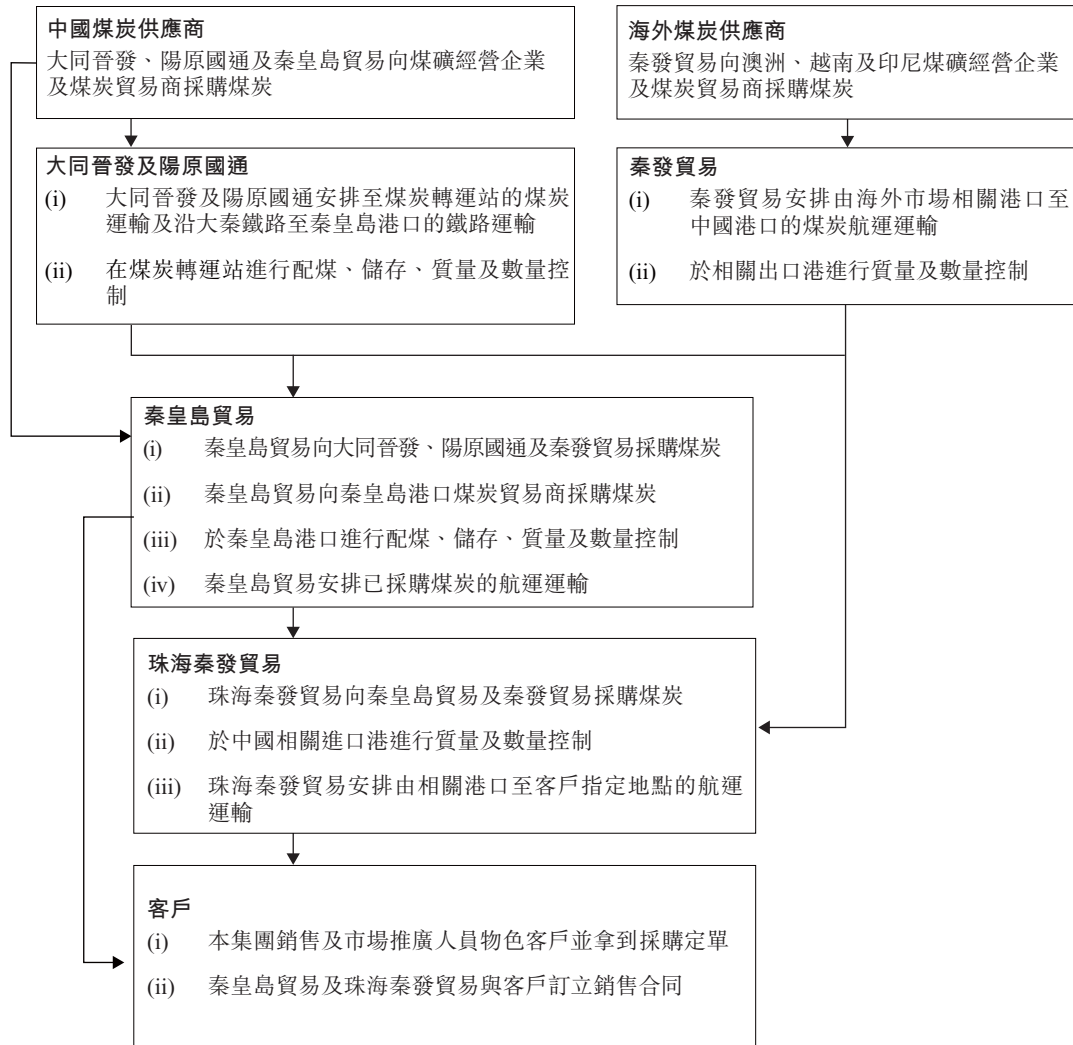 中國煤炭供應商
大同晉發、陽原國通及秦皇島貿易向煤礦經營企業
及煤炭貿易商採購煤炭
海外煤炭供應商
秦發貿易向澳洲、越南及印尼煤礦經營企業
及煤炭貿易商採購煤炭
大同晉發及陽原國通
(i) 大同晉發及陽原國通安排至煤炭轉運站的煤炭
運輸及沿大秦鐵路至秦皇島港口的鐵路運輸
(ii) 在煤炭轉運站進行配煤、儲存、質量及數量控
制
秦發貿易
(i) 秦發貿易安排由海外市場相關港口至
中國港口的煤炭航運運輸
(ii) 於相關出口港進行質量及數量控制
秦皇島貿易
(i) 秦皇島貿易向大同晉發、陽原國通及秦發貿易採購煤炭
(ii) 秦皇島貿易向秦皇島港口煤炭貿易商採購煤炭
(iii) 於秦皇島港口進行配煤、儲存、質量及數量控制
(iv) 秦皇島貿易安排已採購煤炭的航運運輸
珠海秦發貿易
(i) 珠海秦發貿易向秦皇島貿易及秦發貿易採購煤炭
(ii) 於中國相關進口港進行質量及數量控制
(iii) 珠海秦發貿易安排由相關港口至客戶指定地點的航運
運輸
客戶
(i) 本集團銷售及市場推廣人員物色客戶並拿到採購定單
(ii) 秦皇島貿易及珠海秦發貿易與客戶訂立銷售合同